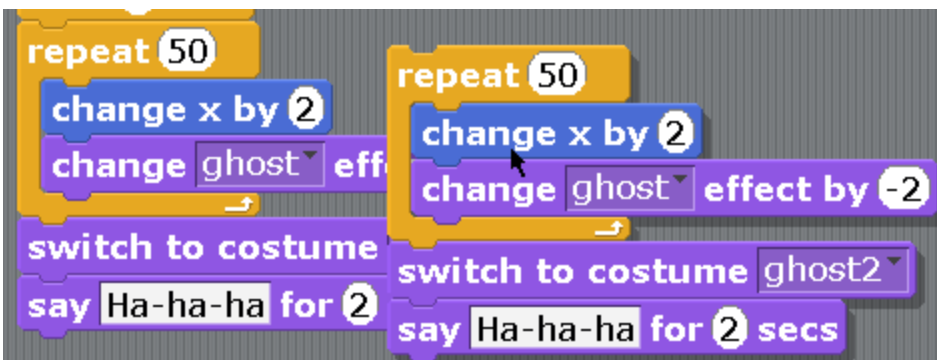 repeat 50
change x by 2
change ghost eff
switch to costume
say Ha-ha-ha for 2
repeat 50
change x by 2
change ghost effect by -2
switch to costume ghost2
say Ha-ha-ha for 2 secs